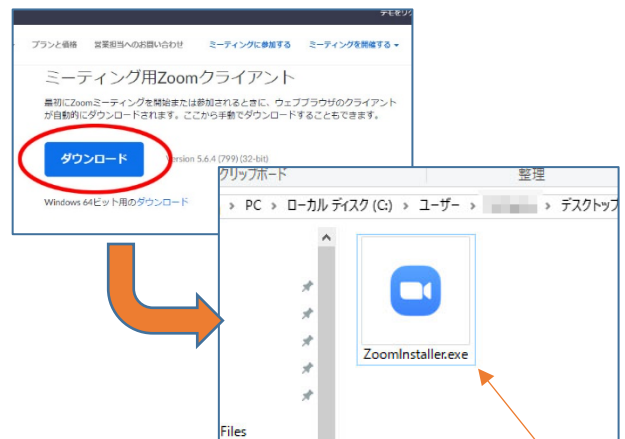 デモをリク
プランと価格 営業担当へのお問い合わせ ミーティングに参加する ミーティングを開催する
ミーティング用Zoomクライアント
最初にZoomミーティングを開始または参加されるときに、ウェブブラウザのクライアント
が自動的にダウンロードされます。ここから手動でダウンロードすることもできます。
ダウンロード
Version 5.6.4 (799) (32-bit)
Windows 64ビット用のダウンロード
クリップボード 整理
› PC › ローカル ディスク (C:) › ユーザー › › デスクトップ
ZoomInstaller.exe
Files